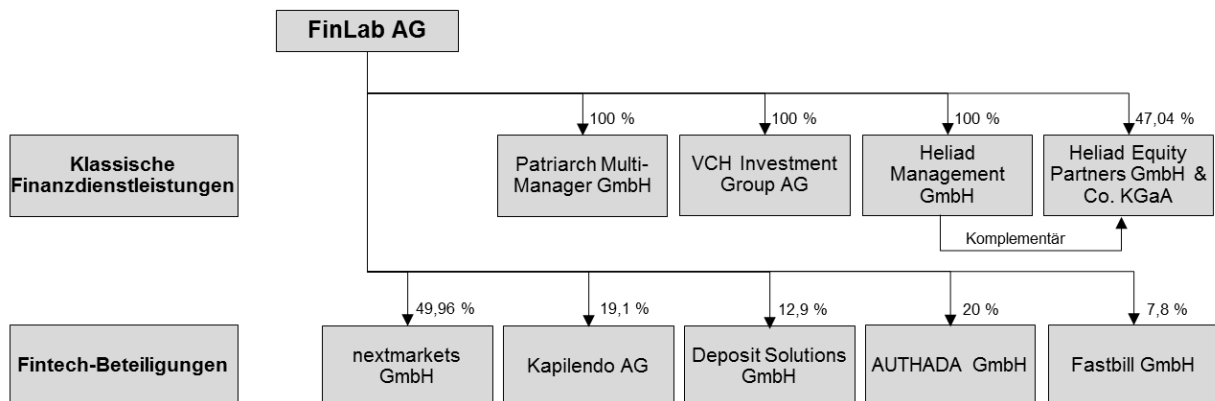 FinLab AG
100 %
100 %
100 %
47,04 %
Klassische
Finanzdienstleistungen
Patriarch Multi-
Manager GmbH
VCH Investment
Group AG
Heliad
Management
GmbH
Heliad Equity
Partners GmbH &
Co. KGaA
Komplementär
49,96 %
19,1 %
12,9 %
20 %
7,8 %
Fintech-Beteiligungen
nextmarkets
GmbH
Kapilendo AG
Deposit Solutions
GmbH
AUTHADA GmbH
Fastbill GmbH